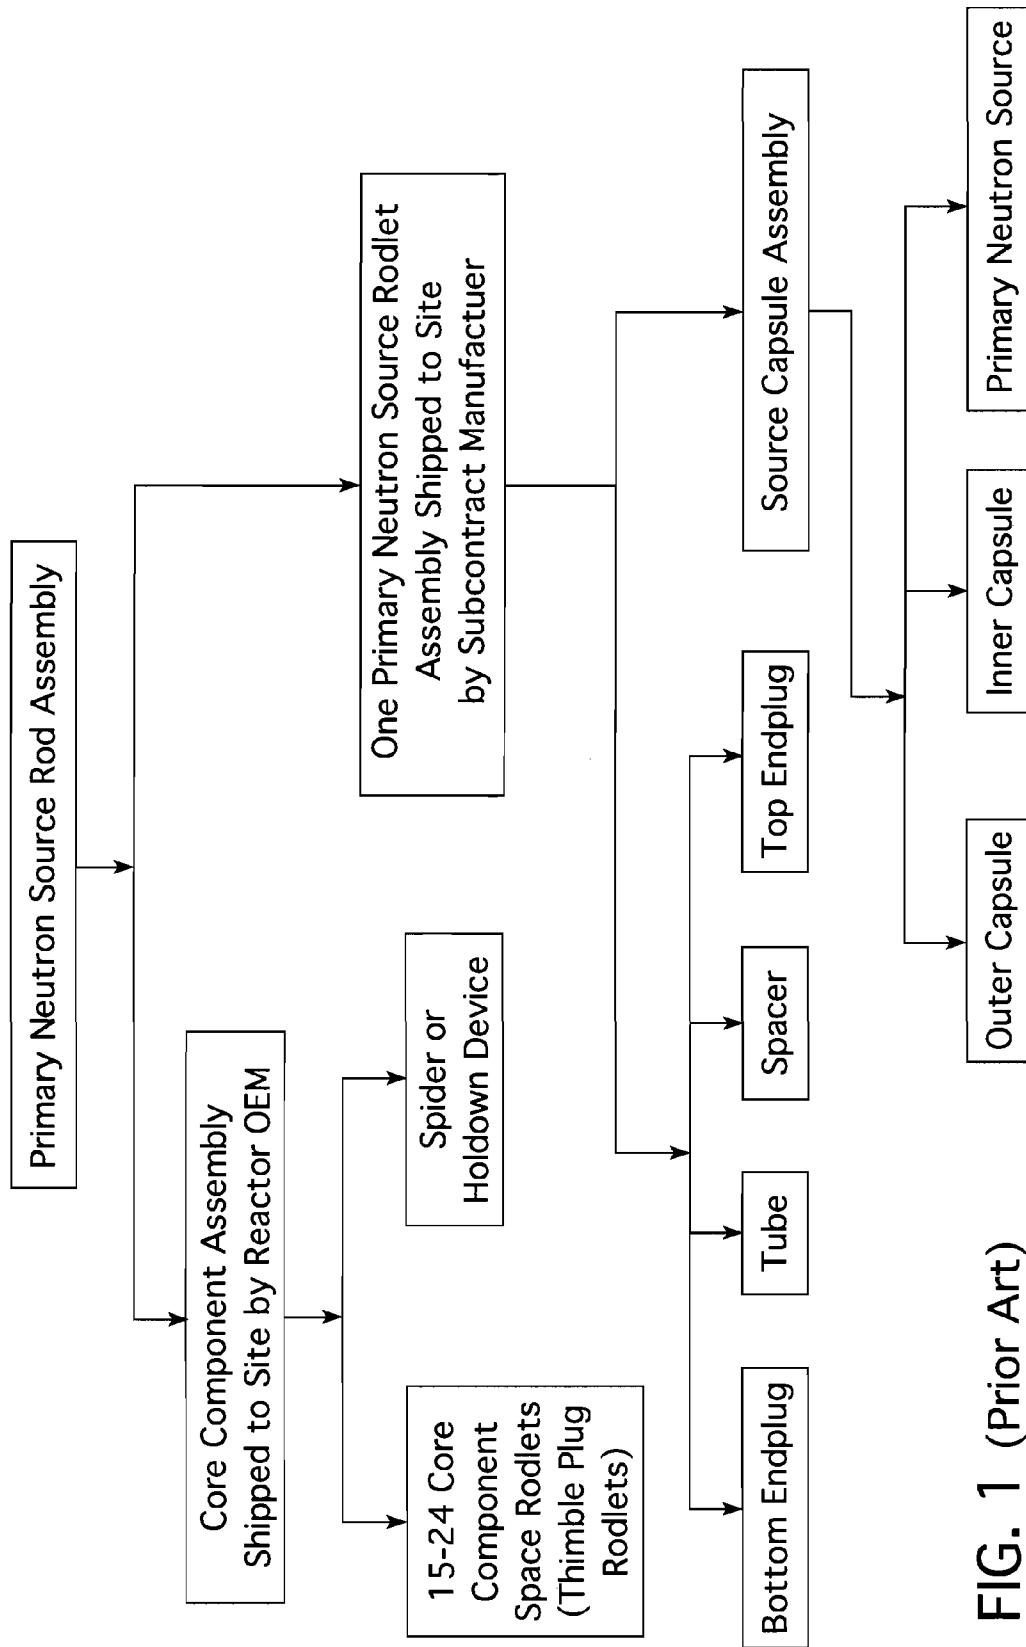 Primary Neutron Source Rod Assembly
Core Component Assembly
Shipped to Site by Reactor OEM
One Primary Neutron Source Rodlet
Assembly Shipped to Site
by Subcontract Manufactuer
15-24 Core
Component
Space Rodlets
(Thimble Plug
Rodlets)
Spider or
Holdown Device
Bottom Endplug
Tube
Spacer
Top Endplug
Source Capsule Assembly
Outer Capsule
Inner Capsule
Primary Neutron Source
FIG. 1 (Prior Art)